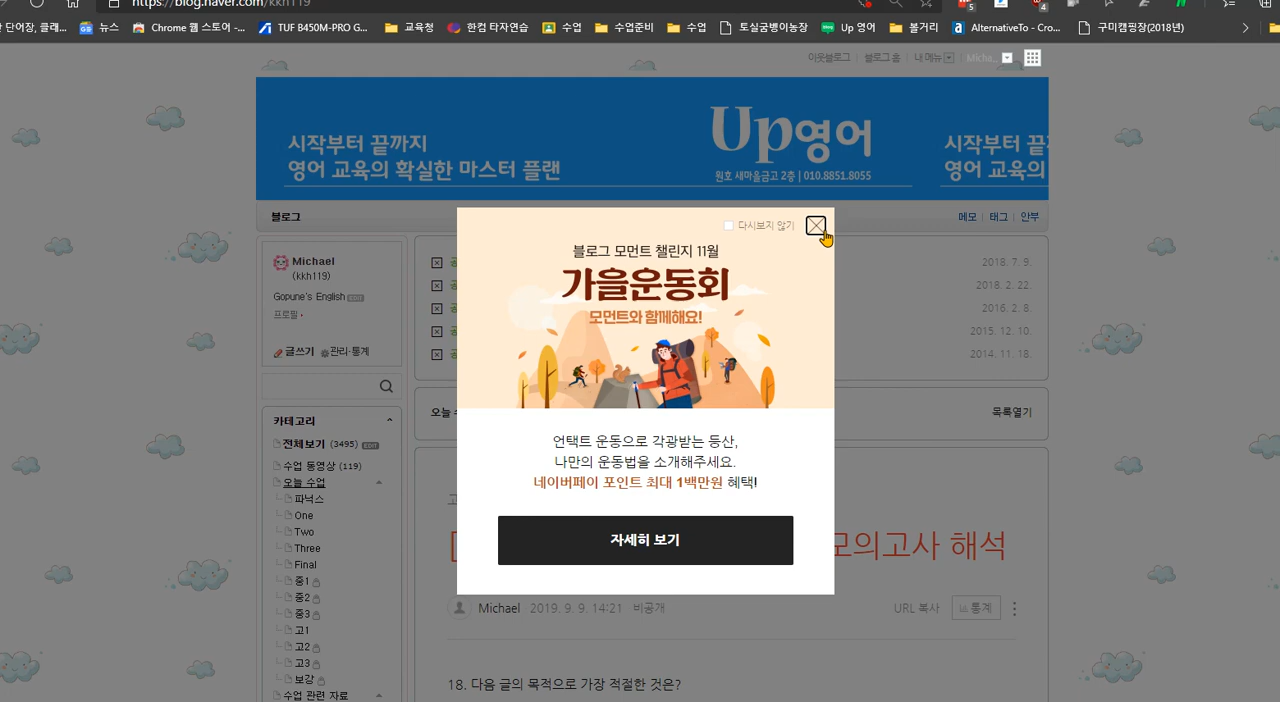 https://blog.naver.com/kkh119
단어장, 클래... 뉴스 Chrome 웹 스토어 -... TUF B450M-PRO G... 교육청 한컴 타자연습 수업 수업준비 수업 토실굼벵이농장 Up 영어 볼거리 AlternativeTo - Cro... 구미캠핑장(2018년)
이웃블로그 블로그 홈 내 메뉴 Micha..
시작부터 끝까지
영어 교육의 확실한 마스터 플랜
Up영어
원호 새마을금고 2층 | 010.8851.8055
시작부터 끝
영어 교육의
블로그
메모 태그 안부
Michael
(kkh119)
Gopune's English EDIT
프로필
글쓰기 관리·통계
카테고리
전체보기 (3495) EDIT
수업 동영상 (119)
오늘 수업
파닉스
One
Two
Three
Final
중1
중2
중3
고1
고2
고3
보강
수업 관련 자료
다시보지 않기
블로그 모먼트 챌린지 11월
가을운동회
모먼트와 함께해요!
언택트 운동으로 각광받는 등산,
나만의 운동법을 소개해주세요.
네이버페이 포인트 최대 1백만원 혜택!
자세히 보기
2018. 7. 9.
2018. 2. 22.
2016. 2. 8.
2015. 12. 10.
2014. 11. 18.
오늘
목록열기
모의고사 해석
Michael 2019. 9. 9. 14:21 비공개
URL 복사 통계
18. 다음 글의 목적으로 가장 적절한 것은?